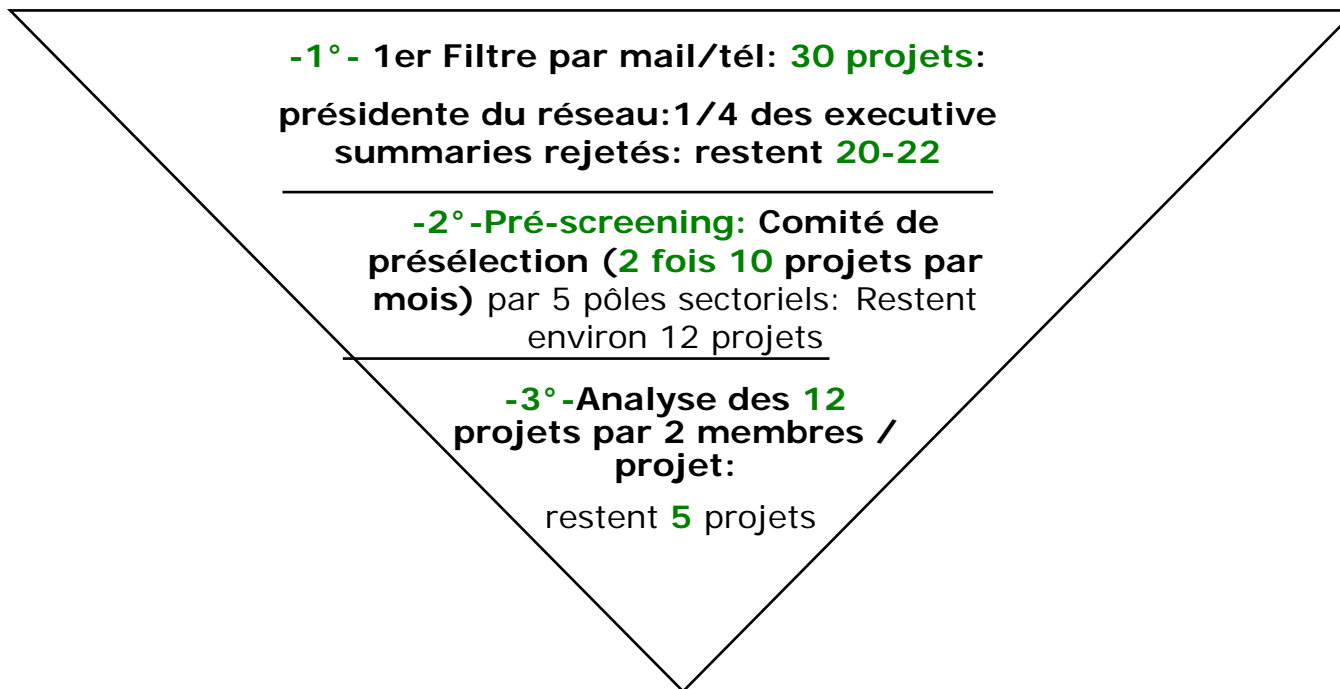 -1°- 1er Filtre par mail/tél: 30 projets:
présidente du réseau:1/4 des executive
summaries rejetés: restent 20-22
-2°-Pré-screening: Comité de
présélection (2 fois 10 projets par
mois) par 5 pôles sectoriels: Restent
environ 12 projets
-3°-Analyse des 12
projets par 2 membres /
projet:
restent 5 projets